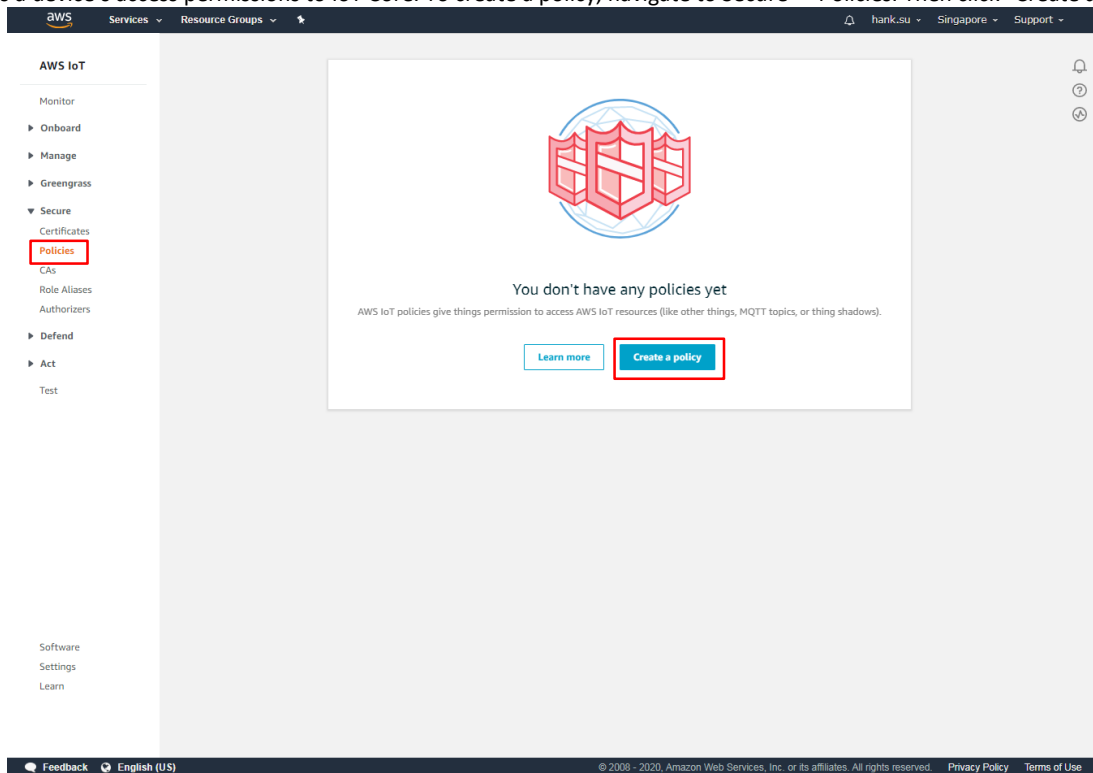 s a device's access permissions to IoT Core. To create a policy, navigate to Secure
Policies. Then click "Create a
aws Services Resource Groups hank.su Singapore Support
AWS IoT
Monitor
Onboard
Manage
Greengrass
Secure
Certificates
Policies
CAs
Role Aliases
Authorizers
Defend
Act
Test
You don't have any policies yet
AWS IoT policies give things permission to access AWS IoT resources (like other things, MQTT topics, or thing shadows).
Learn more Create a policy
Software
Settings
Learn
Feedback English (US) © 2008 - 2020, Amazon Web Services, Inc. or its affiliates. All rights reserved. Privacy Policy Terms of Use